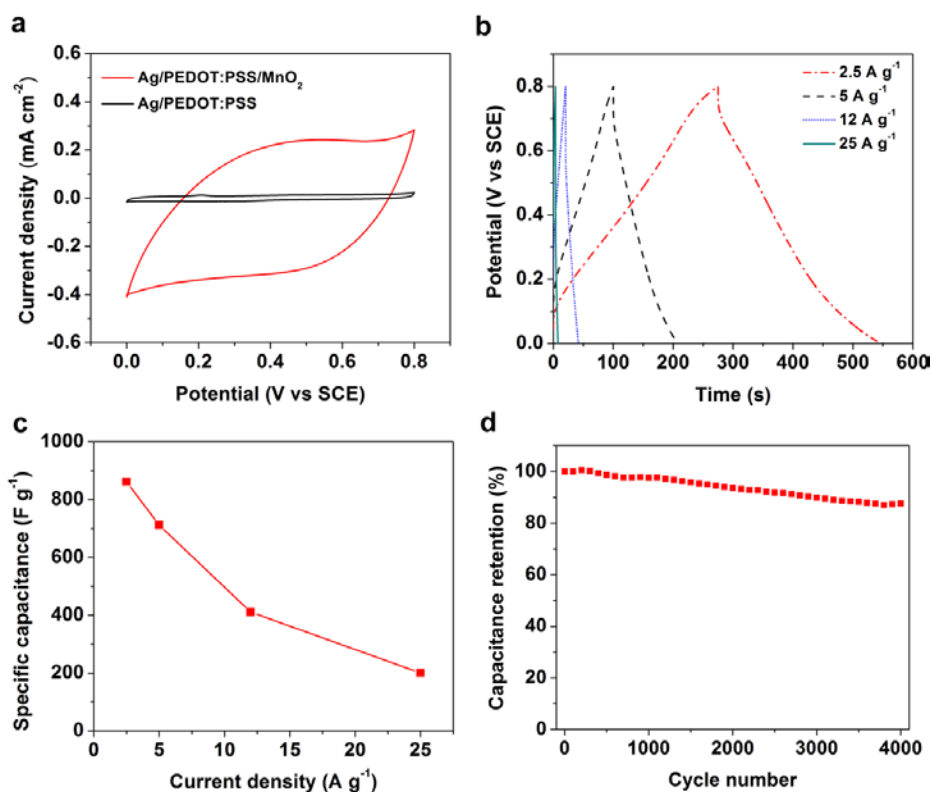 a
0.6
0.4
0.2
0.0
-0.2
-0.4
-0.6
Current density (mA cm⁻²)
Ag/PEDOT:PSS/MnO₂
Ag/PEDOT:PSS
0.0 0.2 0.4 0.6 0.8
Potential (V vs SCE)
b
0.8
0.6
0.4
0.2
0.0
Potential (V vs SCE)
2.5 A g⁻¹
5 A g⁻¹
12 A g⁻¹
25 A g⁻¹
0 100 200 300 400 500 600
Time (s)
c
1000
800
600
400
200
0
Specific capacitance (F g⁻¹)
0 5 10 15 20 25
Current density (A g⁻¹)
d
100
80
60
40
20
0
Capacitance retention (%)
0 1000 2000 3000 4000
Cycle number